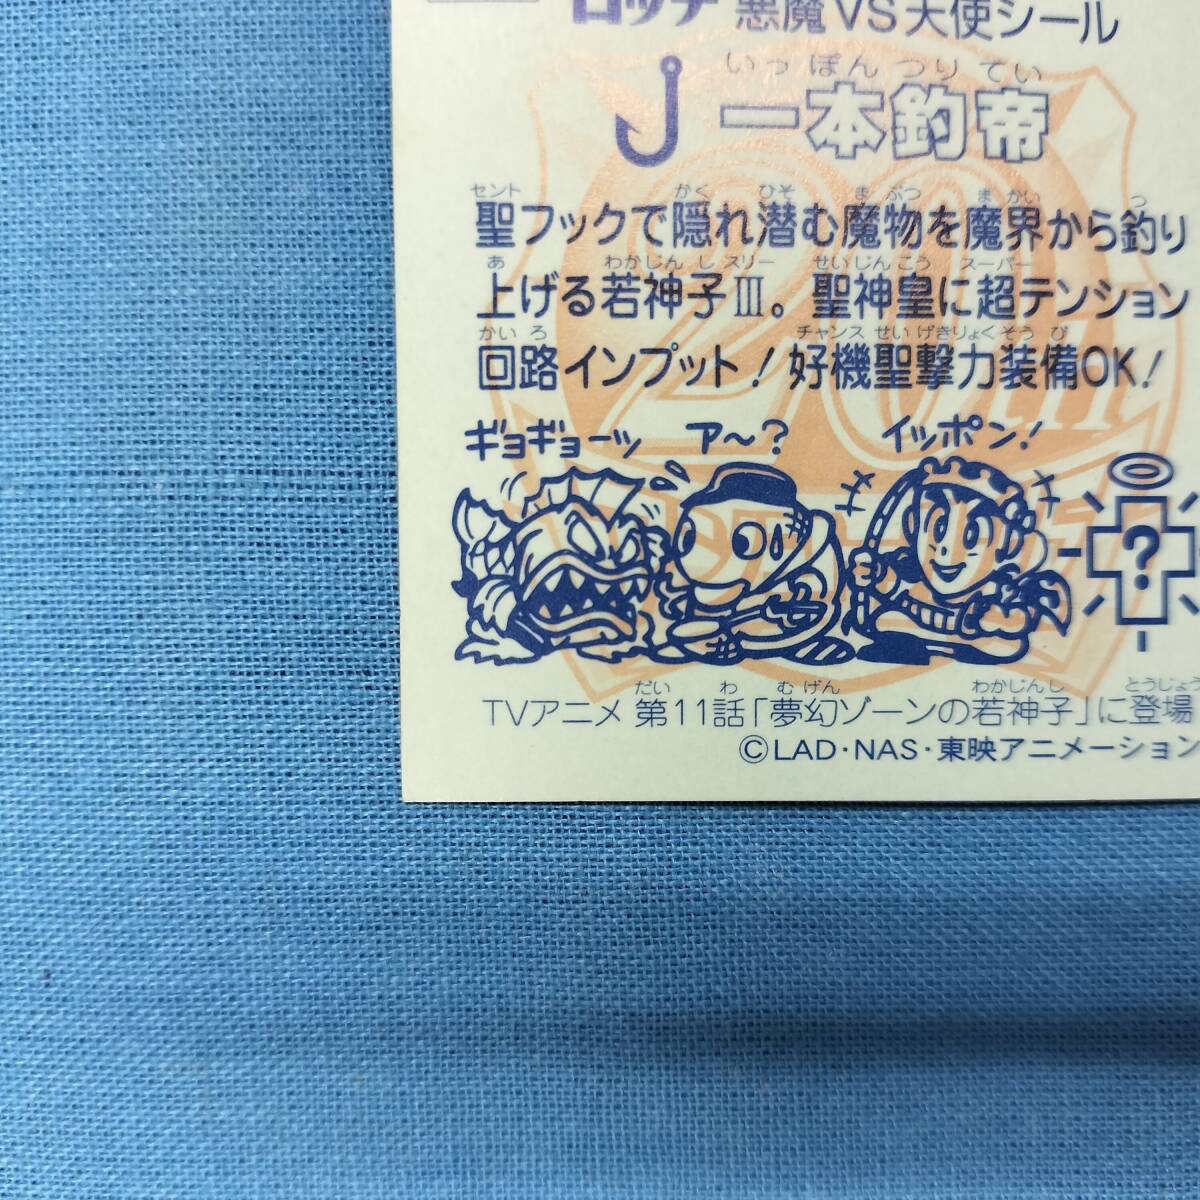 ロッテ 悪魔VS天使シール
いっぽんつりてい
一本釣帝
セント かく ひそ まぶつ まかい つ
聖フックで隠れ潜む魔物を魔界から釣り
あ わかじんしスリー せいじんこう スーパー
上げる若神子Ⅲ。聖神皇に超テンション
かいろ チャンス せいげきりょくそうび
回路インプット!好機聖撃力装備OK!
ギョギョーッ ア〜? イッポン!
?
だい わ むげん わかじんし とうじょう
TVアニメ 第11話「夢幻ゾーンの若神子」に登場
©LAD・NAS・東映アニメーション
20th